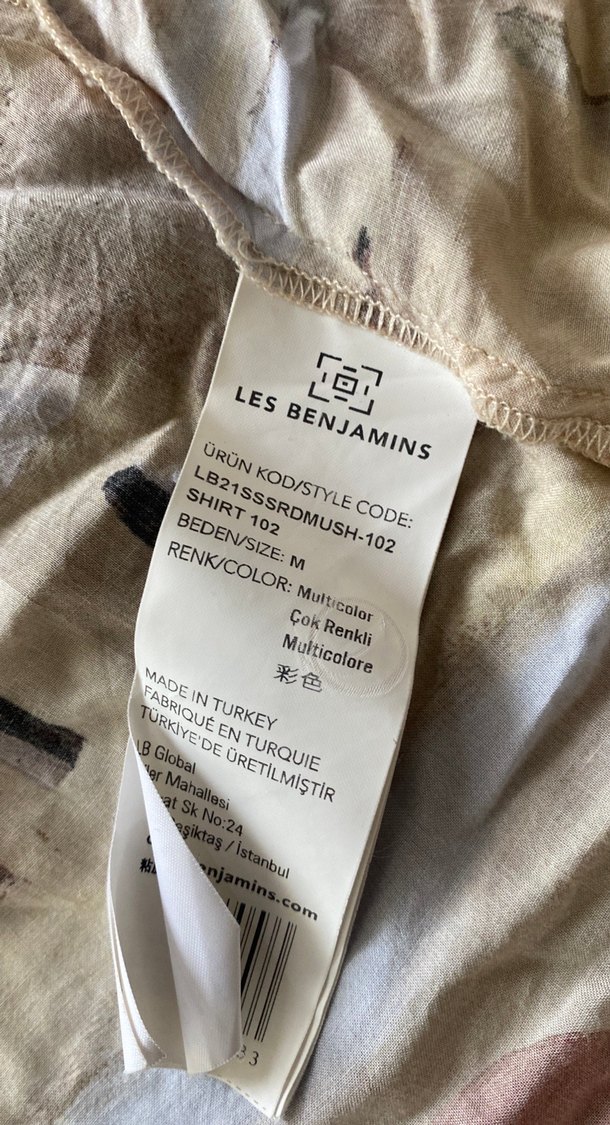 LES BENJAMINS
ÜRÜN KOD/STYLE CODE:
LB21SSSRDMUSH-102
SHIRT 102
BEDEN/SIZE: M
RENK/COLOR: Multicolor
Çok Renkli
Multicolore
彩色
MADE IN TURKEY
FABRIQUÉ EN TURQUIE
TÜRKİYE'DE ÜRETİLMİŞTİR
LB Global
Mahallesi
Sk No:24
Beşiktaş / İstanbul